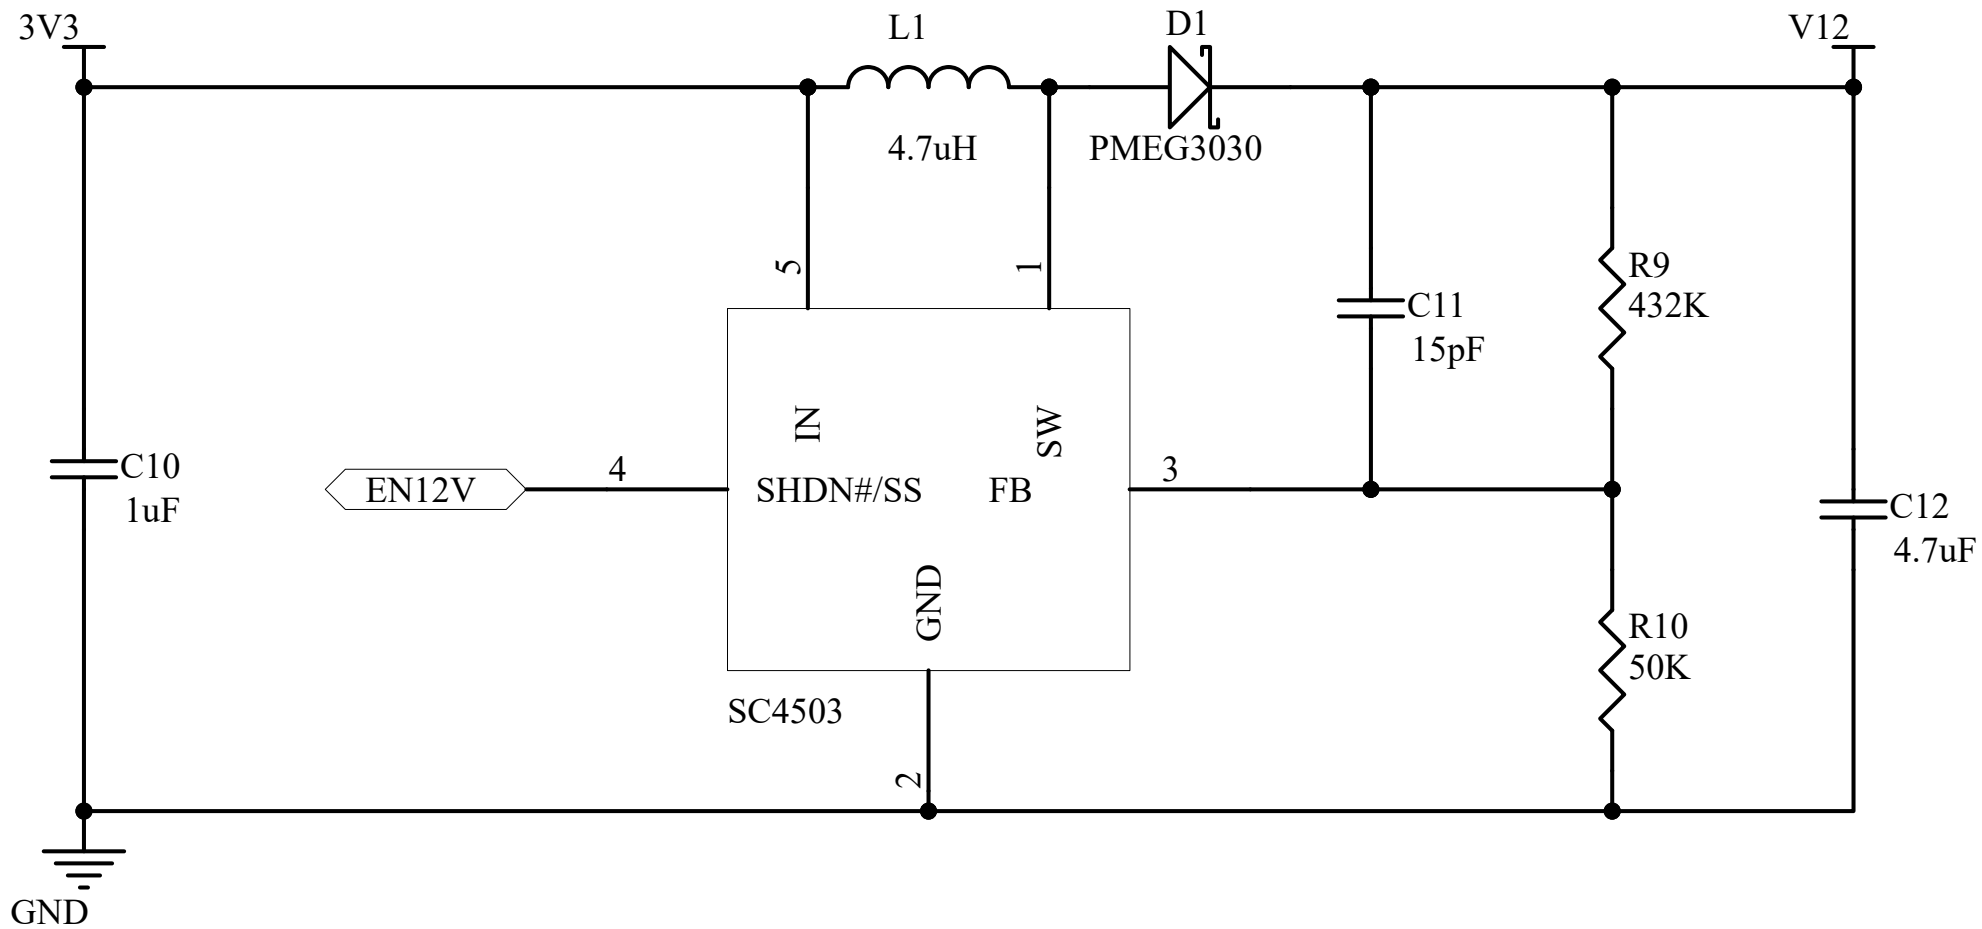 3V3
L1
D1
V12
4.7uH
PMEG3030
5
1
R9
432K
C11
15pF
IN
SW
C10
1uF
EN12V
4
SHDN#/SS
FB
3
C12
4.7uF
GND
R10
50K
SC4503
2
GND